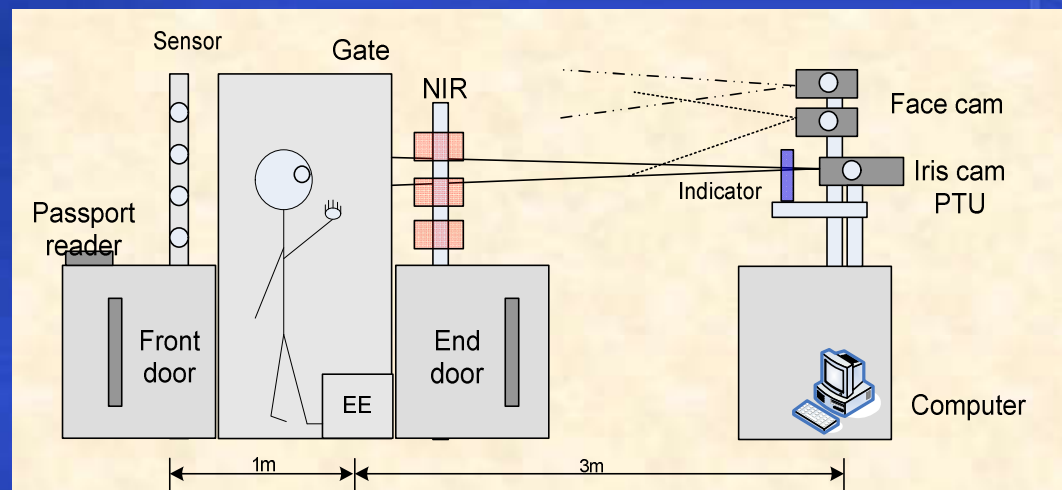 Sensor
Gate
NIR
Face cam
Iris cam
PTU
Indicator
Passport
reader
Front
door
End
door
EE
Computer
1m
3m